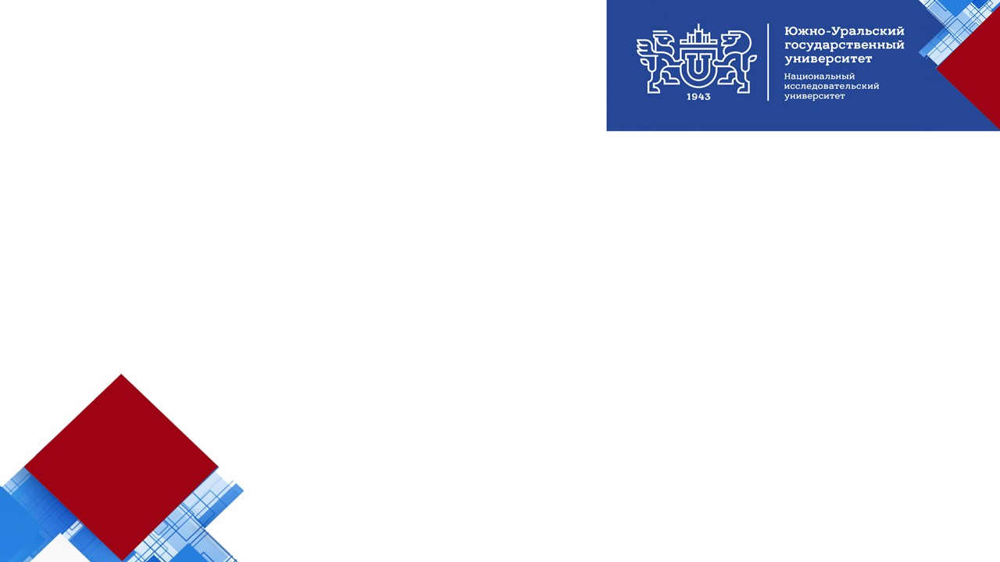 Южно-Уральский
государственный
университет
Национальный
исследовательский
университет
1943